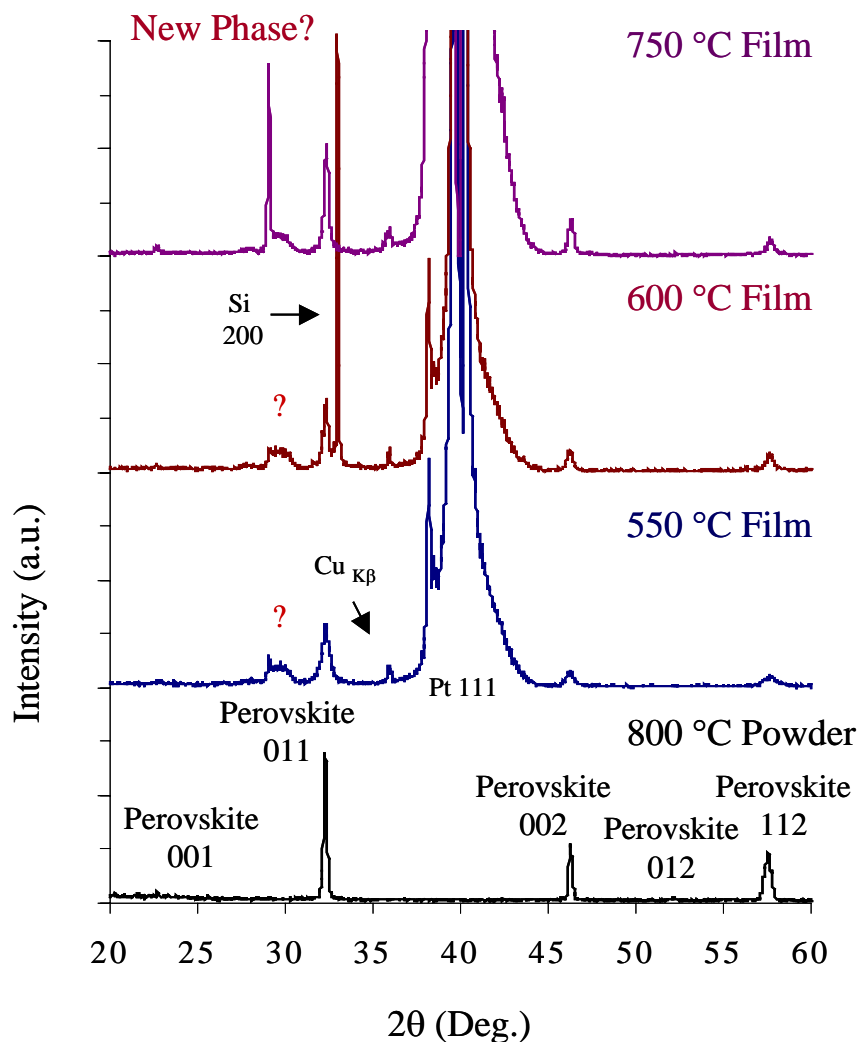 New Phase?
750 °C Film
600 °C Film
Si
200
?
550 °C Film
Cu Kβ
?
Pt 111
Perovskite
011
800 °C Powder
Perovskite
001
Perovskite
002
Perovskite
012
Perovskite
112
Intensity (a.u.)
20 25 30 35 40 45 50 55 60
2θ (Deg.)